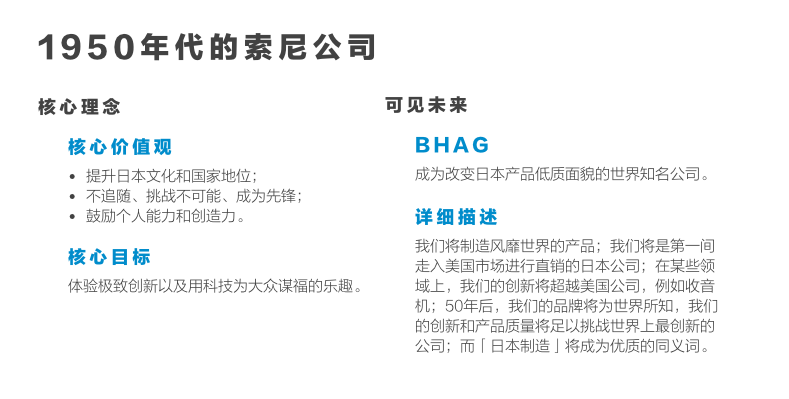 1950年代的索尼公司
核心理念
核心价值观
• 提升日本文化和国家地位；
• 不追随、挑战不可能、成为先锋；
• 鼓励个人能力和创造力。
核心目标
体验极致创新以及用科技为大众谋福的乐趣。
可见未来
BHAG
成为改变日本产品低质面貌的世界知名公司。
详细描述
我们将制造风靡世界的产品；我们将是第一间
走入美国市场进行直销的日本公司；在某些领
域上，我们的创新将超越美国公司，例如收音
机；50年后，我们的品牌将为世界所知，我们
的创新和产品质量将足以挑战世界上最创新的
公司；而「日本制造」将成为优质的同义词。